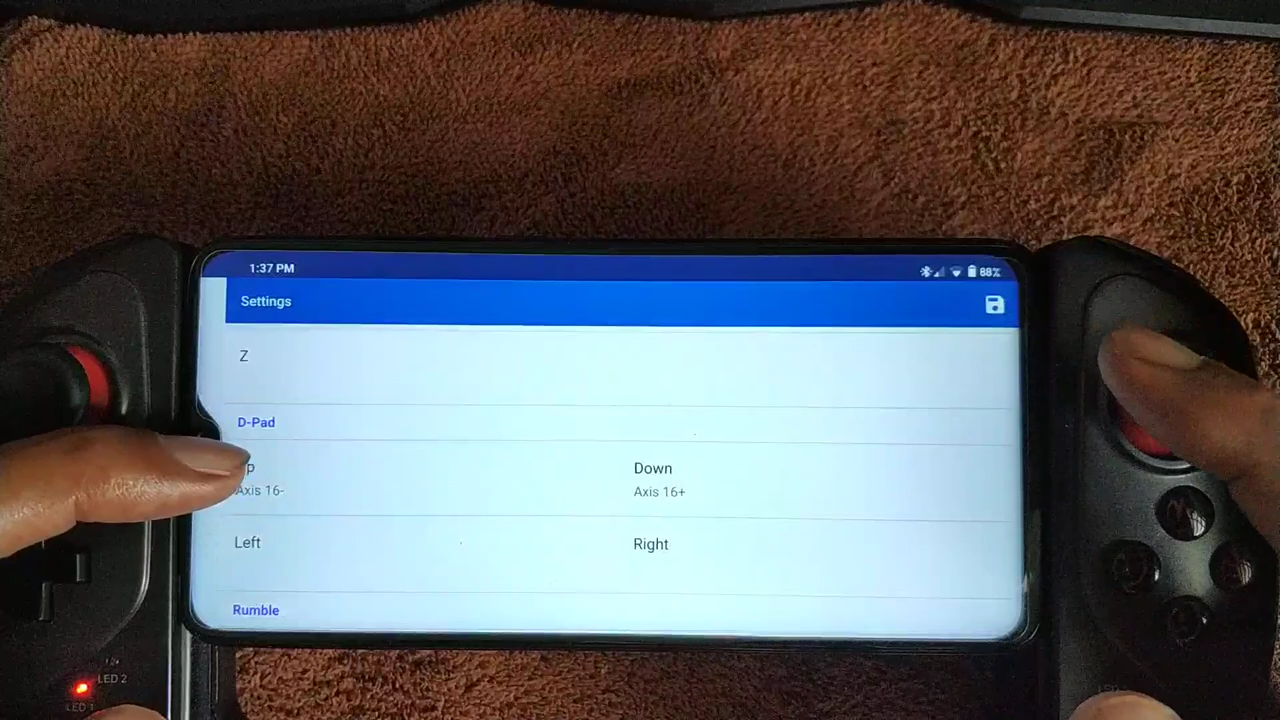 1:37 PM
88%
Settings
Z
D-Pad
Down
Axis 16-
Axis 16+
Left
Right
Rumble
LED 2
LED 1